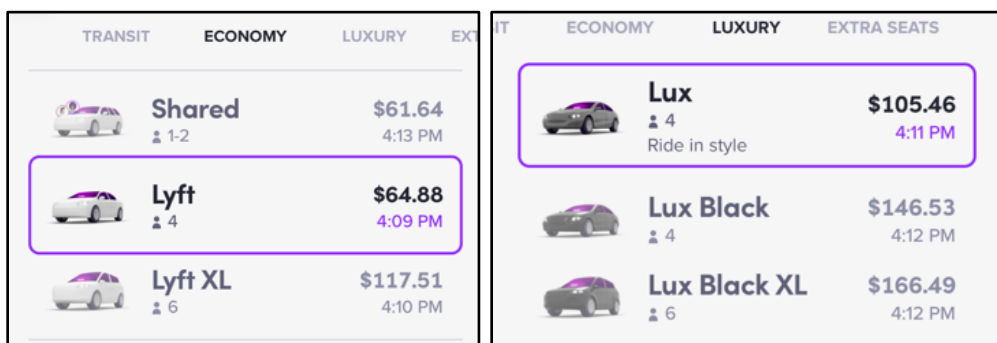 TRANSIT ECONOMY LUXURY EXT
Shared $61.64
1-2 4:13 PM
Lyft $64.88
4 4:09 PM
Lyft XL $117.51
6 4:10 PM
IT ECONOMY LUXURY EXTRA SEATS
Lux $105.46
4 4:11 PM
Ride in style
Lux Black $146.53
4 4:12 PM
Lux Black XL $166.49
6 4:12 PM